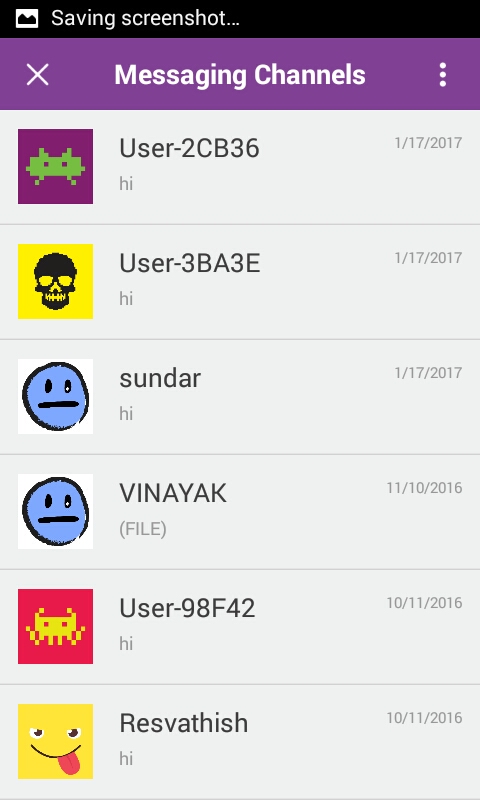 Saving screenshot...
Messaging Channels
User-2CB36
1/17/2017
hi
User-3BA3E
1/17/2017
hi
sundar
1/17/2017
hi
VINAYAK
11/10/2016
(FILE)
User-98F42
10/11/2016
hi
Resvathish
10/11/2016
hi